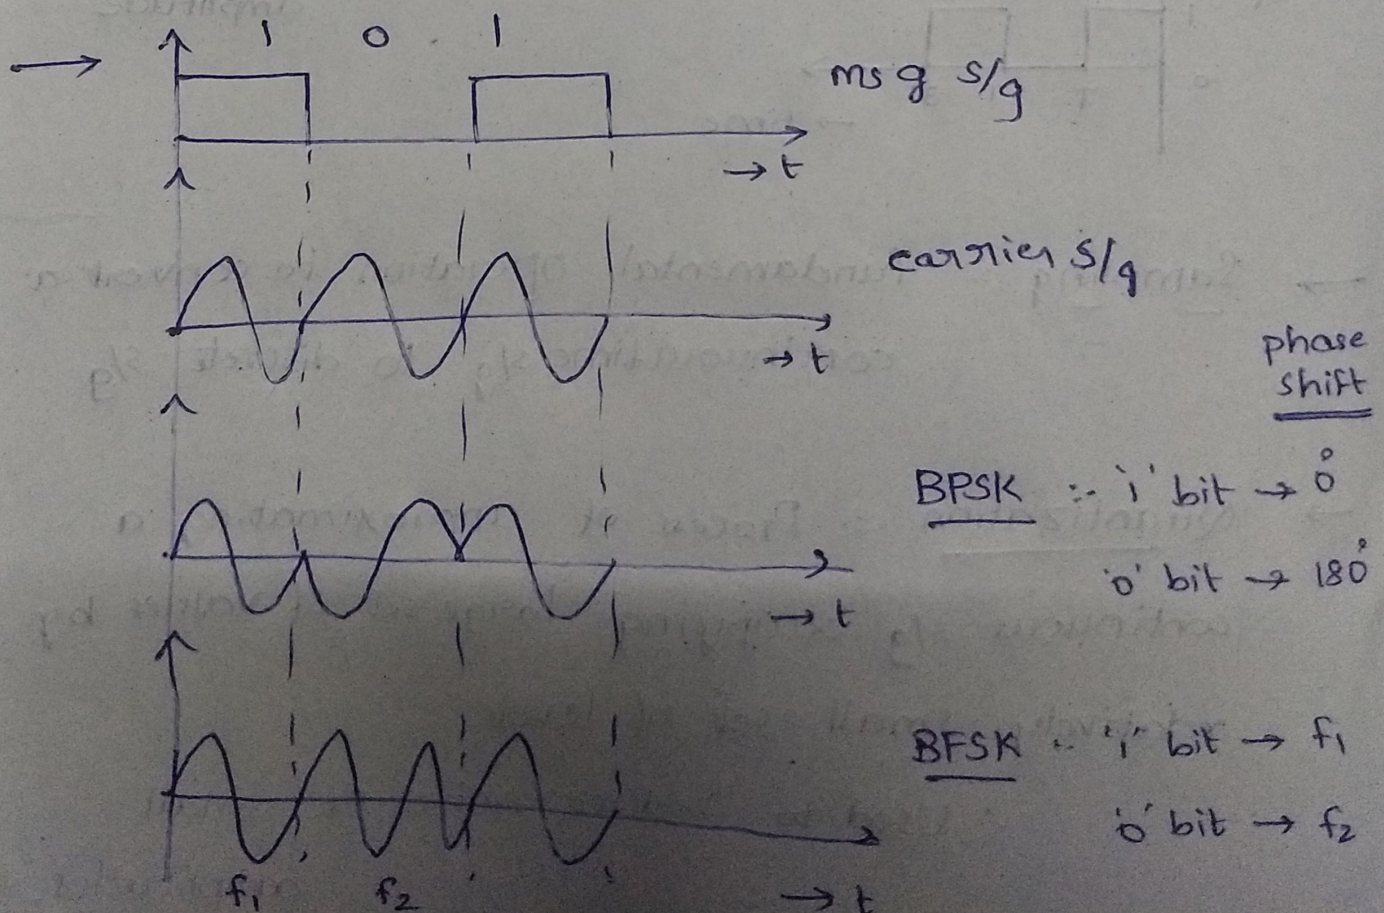 → 1 0 1
msg s/g
→ t
carrier s/g
→ t
phase
shift
BPSK :- '1' bit → 0°
'0' bit → 180°
→ t
BFSK :- '1' bit → f1
'0' bit → f2
f1 f2 → t